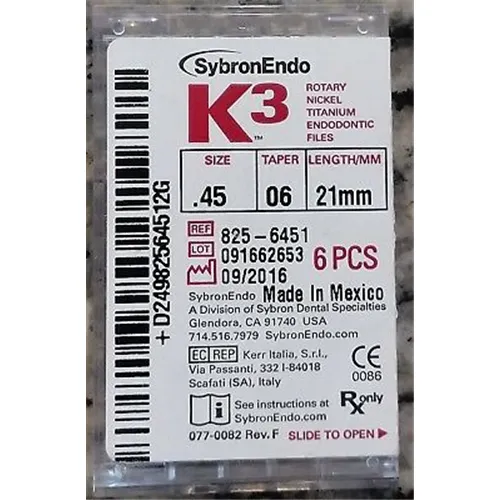 SybronEndo
K3™
ROTARY
NICKEL
TITANIUM
ENDODONTIC
FILES
SIZE TAPER LENGTH/MM
.45 06 21mm
REF 825-6451
LOT 091662653
09/2016
6 PCS
SybronEndo Made In Mexico
A Division of Sybron Dental Specialties
Glendora, CA 91740 USA
714.516.7979 SybronEndo.com
EC REP Kerr Italia, S.r.l.,
Via Passanti, 332 I-84018
Scafati (SA), Italy
CE
0086
i See instructions at
SybronEndo.com
Rx only
077-0082 Rev. F SLIDE TO OPEN
+D24982564512G